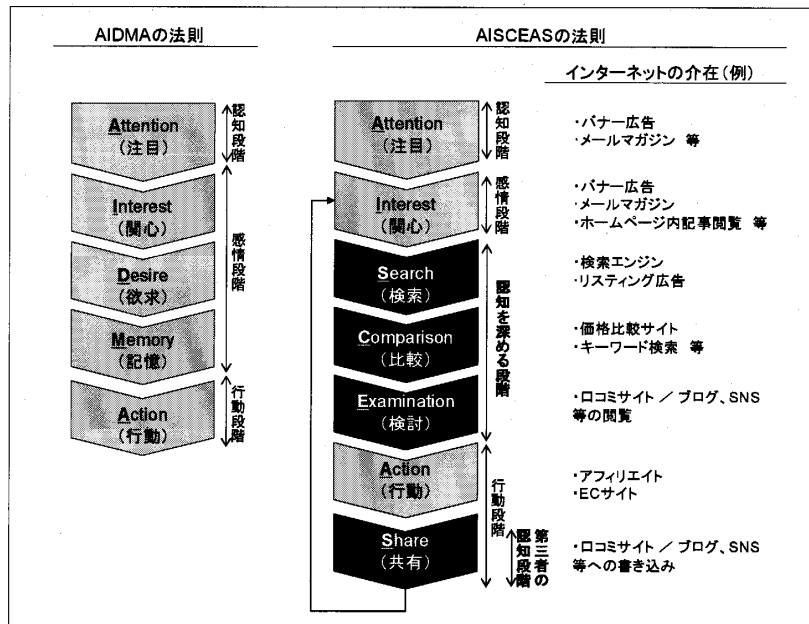 AIDMAの法則
AISCEASの法則
インターネットの介在(例)
Attention
(注目)
Interest
(関心)
Desire
(欲求)
Memory
(記憶)
Action
(行動)
認知段階
感情段階
行動段階
Attention
(注目)
認知段階
・バナー広告
・メールマガジン 等
Interest
(関心)
感情段階
・バナー広告
・メールマガジン
・ホームページ内記事閲覧 等
Search
(検索)
・検索エンジン
・リスティング広告
Comparison
(比較)
認知を深める段階
・価格比較サイト
・キーワード検索 等
Examination
(検討)
・口コミサイト / ブログ、SNS
等の閲覧
Action
(行動)
行動段階
・アフィリエイト
・ECサイト
Share
(共有)
第三者の
認知段階
・口コミサイト / ブログ、SNS
等への書き込み